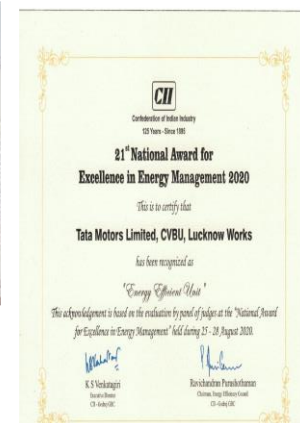 CII
Confederation of Indian Industry
125 Years - Since 1895
21st National Award for
Excellence in Energy Management 2020
This is to certify that
Tata Motors Limited, CVBU, Lucknow Works
has been recognized as
"Energy Efficient Unit"
This acknowledgement is based on the evaluation by panel of judges at the "National Award
for Excellence in Energy Management" held during 25 - 28 August 2020.
K S Venkatagiri
Ravichandran Purushothaman
Executive Director
Chairman, Energy Efficiency Council
CII - Godrej GBC
CII - Godrej GBC